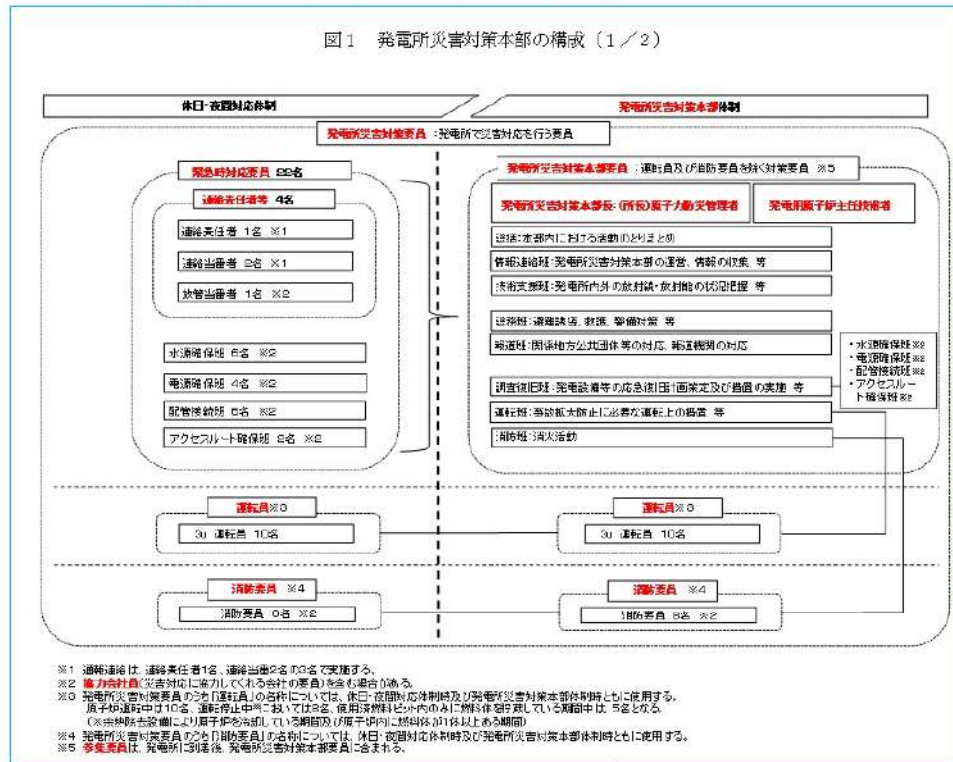 図1 発電所災害対策本部の構成(1/2)
休日・夜間対応体制
発電所災害対策本部体制
発電所災害対策要員:発電所で災害対応を行う要員
緊急時対応要員 22名
連絡責任者等 4名
連絡責任者 1名 ※1
連絡当番者 2名 ※1
放管当番者 1名 ※2
水源確保班 6名 ※2
電源確保班 4名 ※2
配管接続班 6名 ※2
アクセスルート確保班 2名 ※2
発電所災害対策本部要員:運転員及び消防要員を除く対策要員 ※5
発電所災害対策本部長:(所長)原子力防災管理者
発電用原子炉主任技術者
総括:本部内における活動のとりまとめ
情報連絡班:発電所災害対策本部の運営、情報の収集 等
技術支援班:発電所内外の放射線・放射能の状況把握 等
総務班:避難誘導、救護、警備対策 等
報道班:関係地方公共団体等の対応、報道機関の対応
調査復旧班:発電設備等の応急復旧計画策定及び措置の実施 等
運転班:事故拡大防止に必要な運転上の措置 等
消防班:消火活動
・水源確保班※2
・電源確保班※2
・配管接続班※2
・アクセスルー
ト確保班※2
運転員※3
3u 運転員 10名
運転員※3
3u 運転員 10名
消防要員 ※4
消防要員 名 ※2
消防要員 ※4
消防要員 名 ※2
※1 通報連絡は、連絡責任者1名、連絡当番2名の3名で実施する。
※2 協力会社員(災害対応に協力してくれる会社の要員)を含む場合がある。
※3 発電所災害対策要員のうち「運転員」の名称については、休日・夜間対応体制時及び発電所災害対策本部体制時ともに使用する。
原子炉運転中は10名、運転停止中※においては8名、使用済燃料ピット内のみに燃料体を貯蔵している期間中は 5名となる。
(※余熱除去設備により原子炉を冷却している期間及び原子炉内に燃料体が1体以上ある期間)
※4 発電所災害対策要員のうち「消防要員」の名称については、休日・夜間対応体制時及び発電所災害対策本部体制時ともに使用する。
※5 参集要員は、発電所に到着後、発電所災害対策本部要員に含まれる。